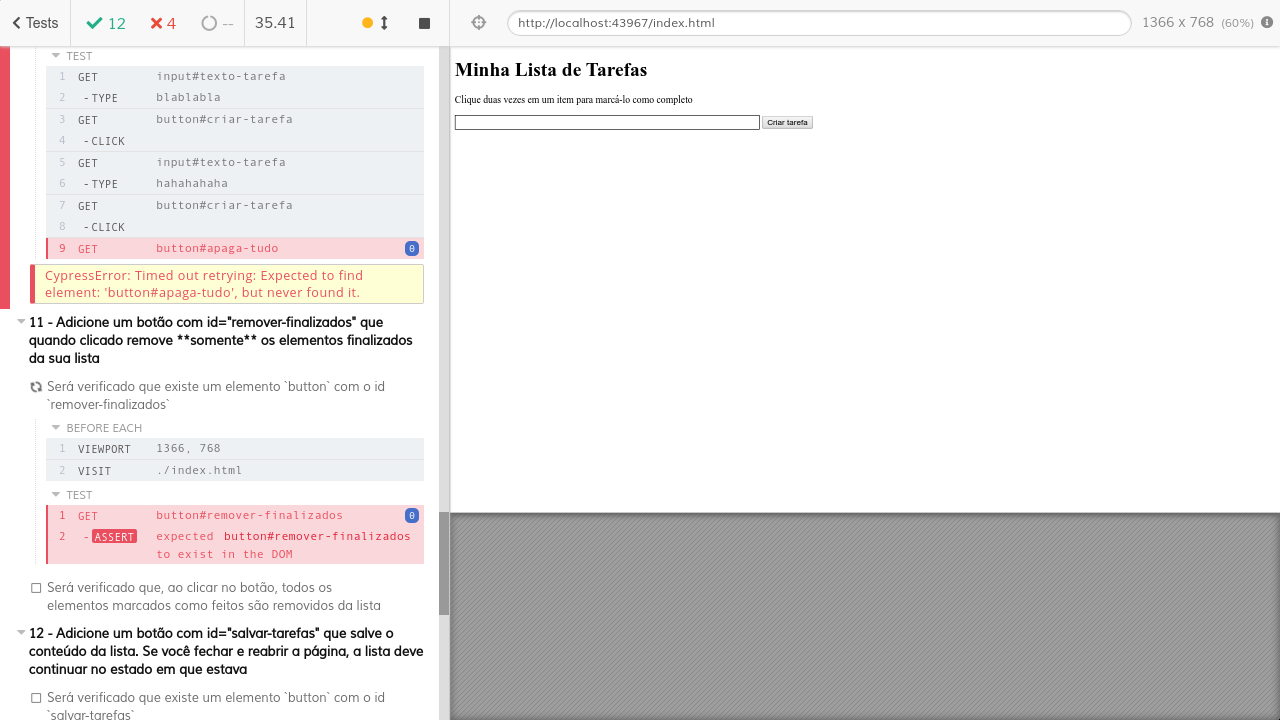 Tests 12 4 -- 35.41 http://localhost:43967/index.html 1366 x 768 (60%)
TEST
1 GET input#texto-tarefa
2 -TYPE blablabla
3 GET button#criar-tarefa
4 -CLICK
5 GET input#texto-tarefa
6 -TYPE hahahahaha
7 GET button#criar-tarefa
8 -CLICK
9 GET button#apaga-tudo 0
CypressError: Timed out retrying: Expected to find
element: 'button#apaga-tudo', but never found it.
11 - Adicione um botão com id="remover-finalizados" que
quando clicado remove **somente** os elementos finalizados
da sua lista
Será verificado que existe um elemento `button` com o id
`remover-finalizados`
BEFORE EACH
1 VIEWPORT 1366, 768
2 VISIT ./index.html
TEST
1 GET button#remover-finalizados 0
2 -ASSERT expected button#remover-finalizados
to exist in the DOM
Será verificado que, ao clicar no botão, todos os
elementos marcados como feitos são removidos da lista
12 - Adicione um botão com id="salvar-tarefas" que salve o
conteúdo da lista. Se você fechar e reabrir a página, a lista deve
continuar no estado em que estava
Será verificado que existe um elemento `button` com o id
`salvar-tarefas`
Minha Lista de Tarefas
Clique duas vezes em um item para marcá-lo como completo
Criar tarefa